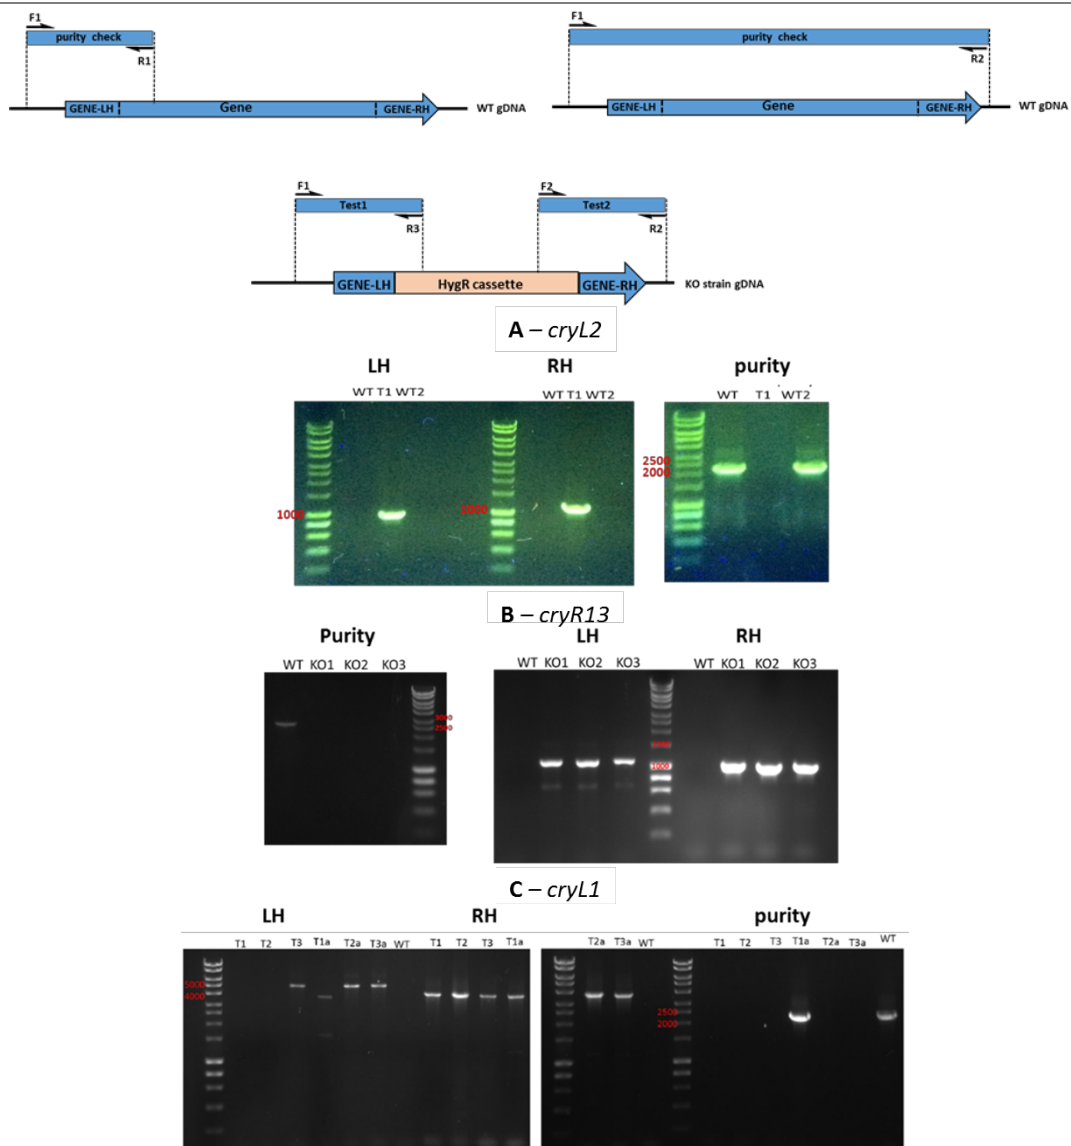 F1
F1
purity check
purity check
R1
R2
GENE-LH
Gene
GENE-RH
WT gDNA
GENE-LH
Gene
GENE-RH
WT gDNA
F1
F2
Test1
Test2
R3
R2
GENE-LH
HygR cassette
GENE-RH
KO strain gDNA
A – cryL2
LH
RH
purity
WT T1 WT2
WT T1 WT2
WT T1 WT2
2500
2000
1000
1000
B – cryR13
Purity
LH
RH
WT KO1 KO2 KO3
WT KO1 KO2 KO3
WT KO1 KO2 KO3
3000
2500
1000
C – cryL1
LH
RH
purity
T1 T2 T3 T1a T2a T3a WT T1 T2 T3 T1a
T2a T3a WT
T1 T2 T3 T1a T2a T3a WT
5000
4000
2500
2000